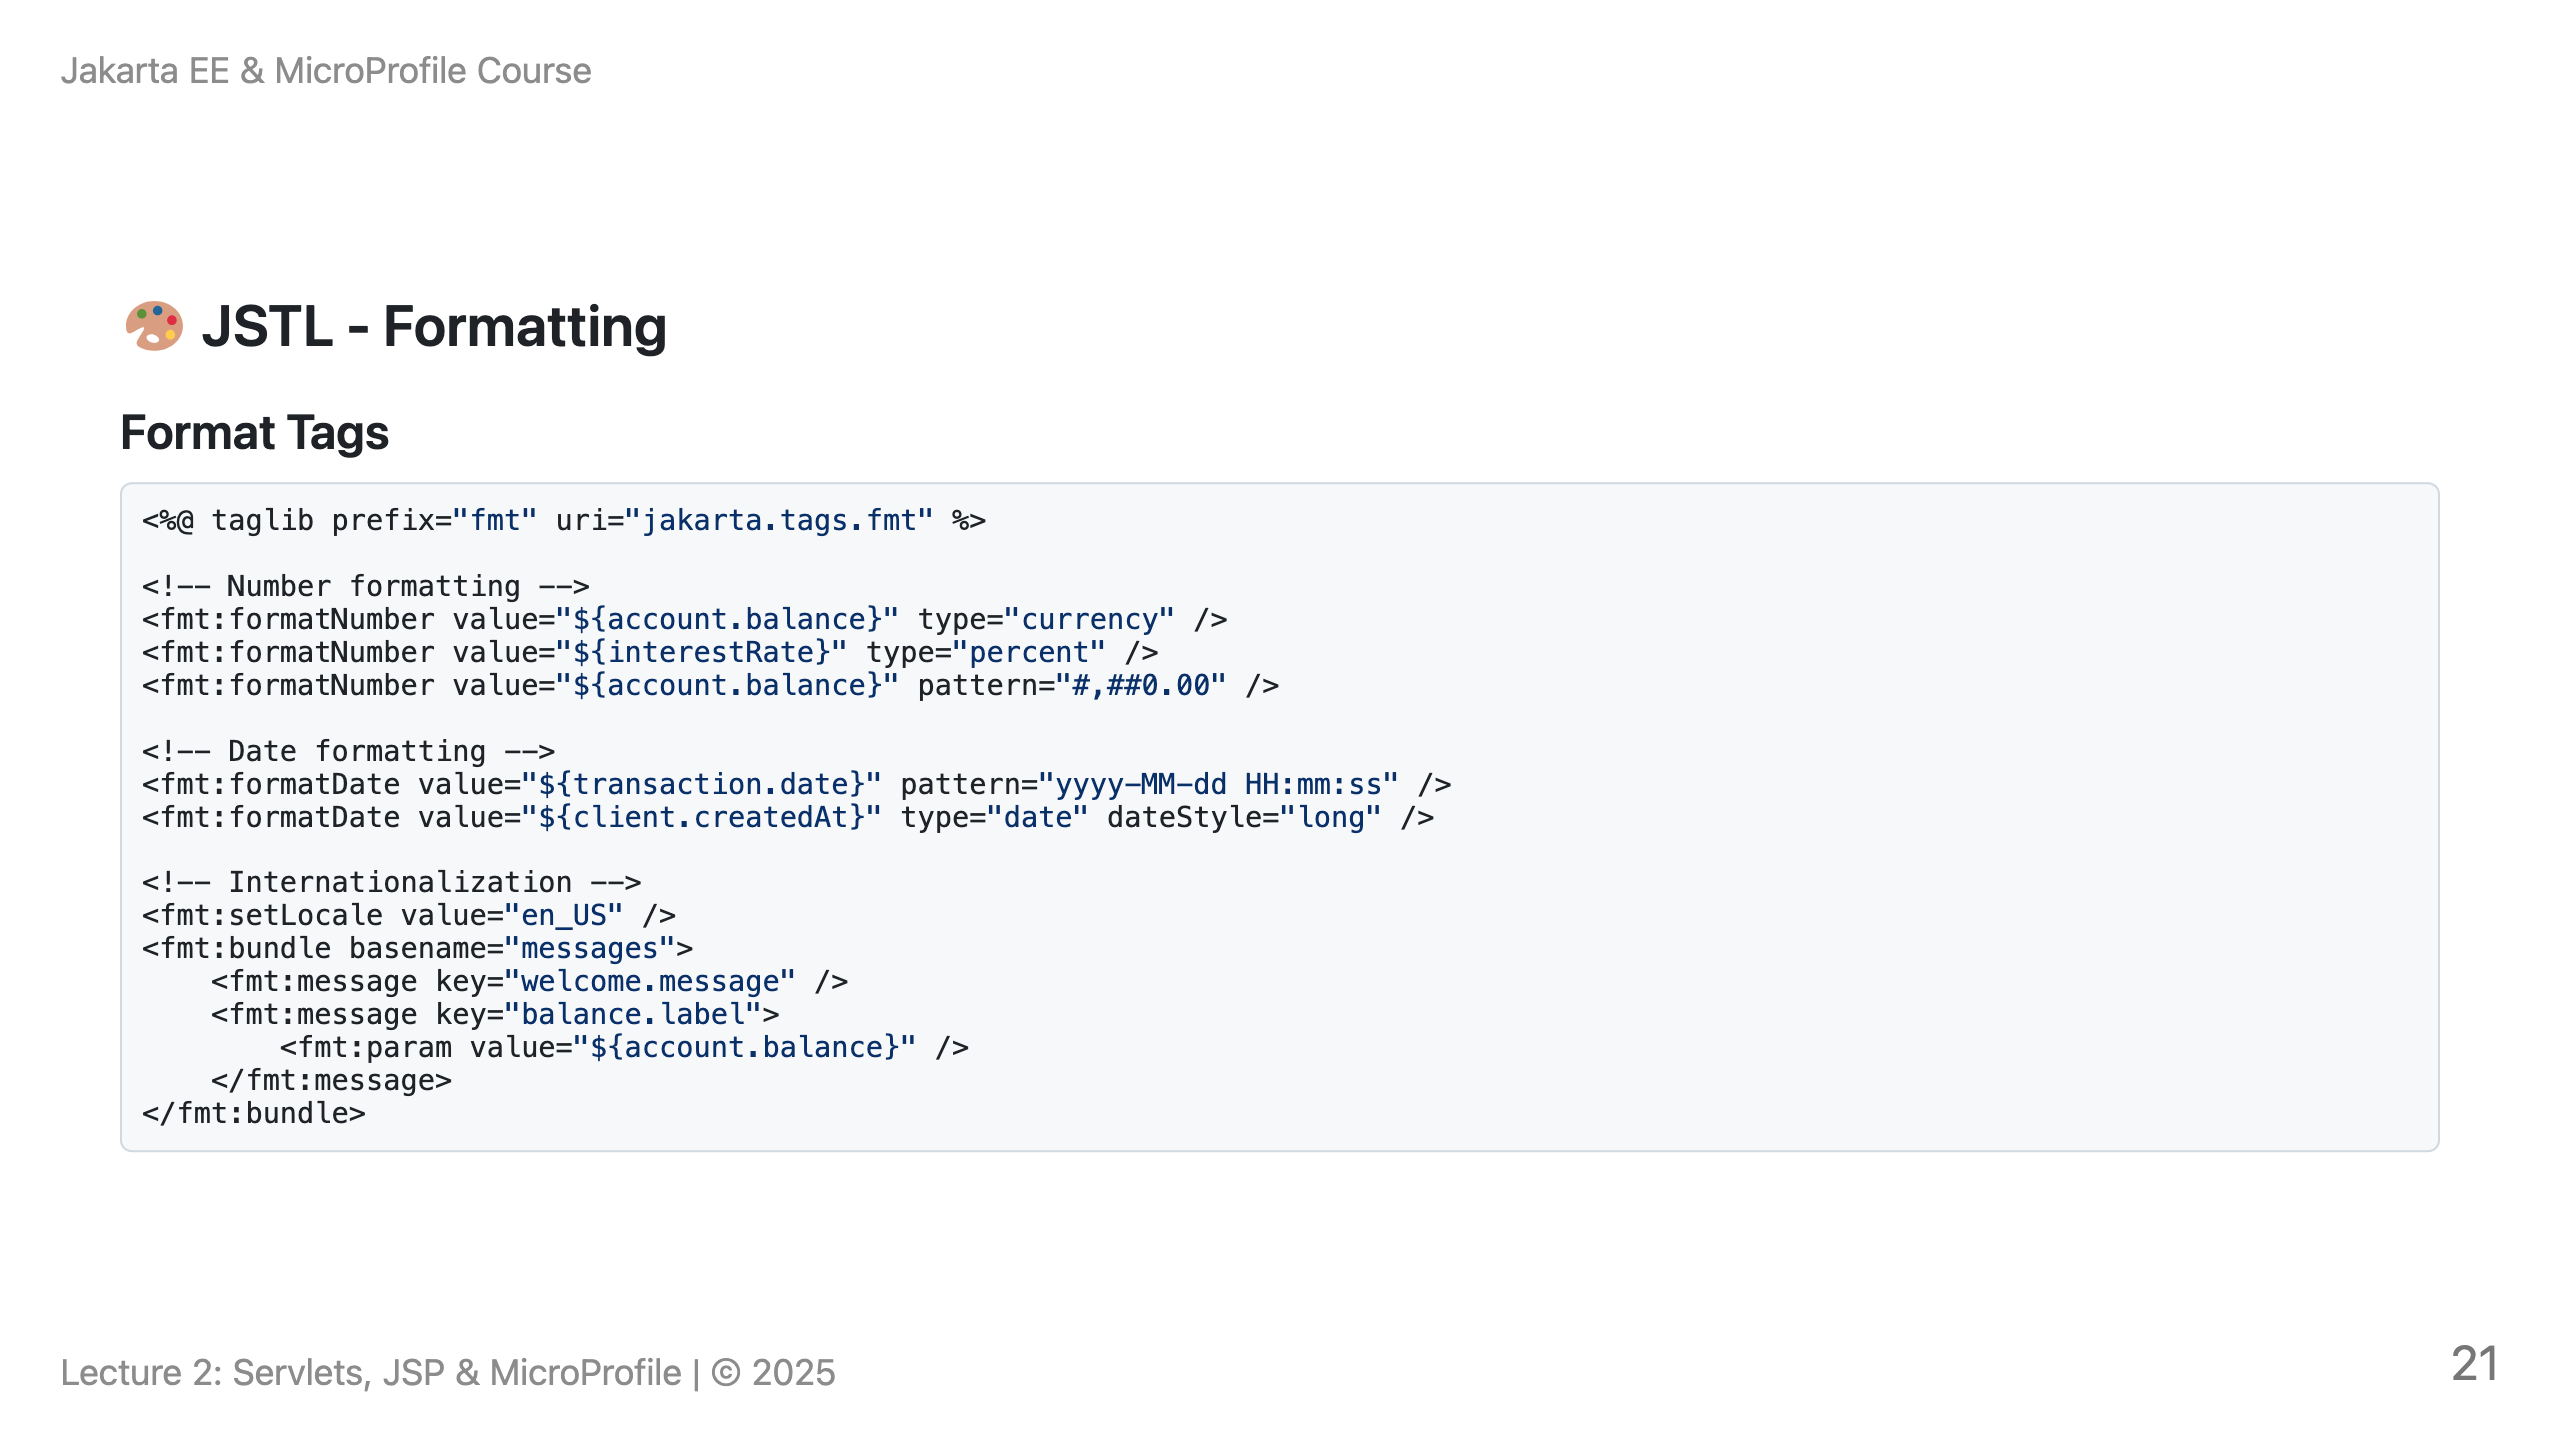 Jakarta EE & MicroProfile Course
🎨 JSTL - Formatting
Format Tags
<%@ taglib prefix="fmt" uri="jakarta.tags.fmt" %>
<!-- Number formatting -->
<fmt:formatNumber value="${account.balance}" type="currency" />
<fmt:formatNumber value="${interestRate}" type="percent" />
<fmt:formatNumber value="${account.balance}" pattern="#,##0.00" />
<!-- Date formatting -->
<fmt:formatDate value="${transaction.date}" pattern="yyyy-MM-dd HH:mm:ss" />
<fmt:formatDate value="${client.createdAt}" type="date" dateStyle="long" />
<!-- Internationalization -->
<fmt:setLocale value="en_US" />
<fmt:bundle basename="messages">
    <fmt:message key="welcome.message" />
    <fmt:message key="balance.label">
        <fmt:param value="${account.balance}" />
    </fmt:message>
</fmt:bundle>
Lecture 2: Servlets, JSP & MicroProfile | © 2025
21